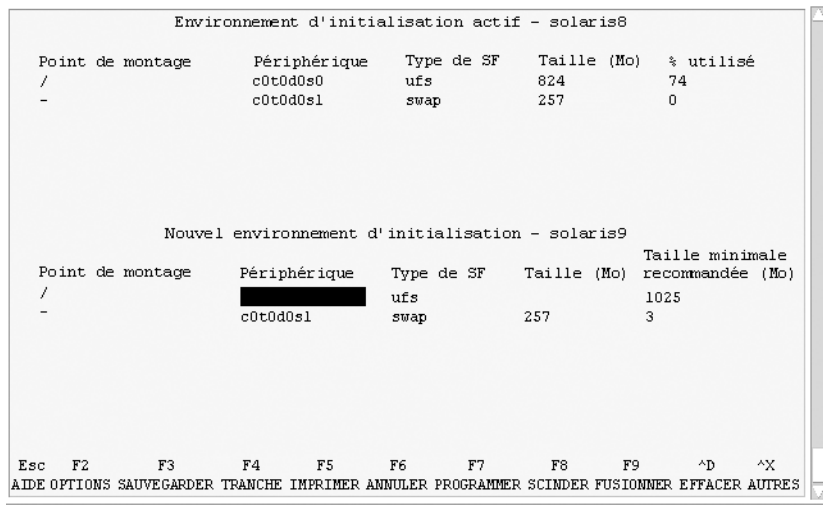 Environnement d'initialisation actif - solaris8
Point de montage Périphérique Type de SF Taille (Mo) % utilisé
/ c0t0d0s0 ufs 824 74
- c0t0d0s1 swap 257 0
Nouvel environnement d'initialisation - solaris9
Taille minimale
Point de montage Périphérique Type de SF Taille (Mo) recommandée (Mo)
/ ufs 1025
- c0t0d0s1 swap 257 3
Esc F2 F3 F4 F5 F6 F7 F8 F9 ^D ^X
AIDE OPTIONS SAUVEGARDER TRANCHE IMPRIMER ANNULER PROGRAMMER SCINDER FUSIONNER EFFACER AUTRES